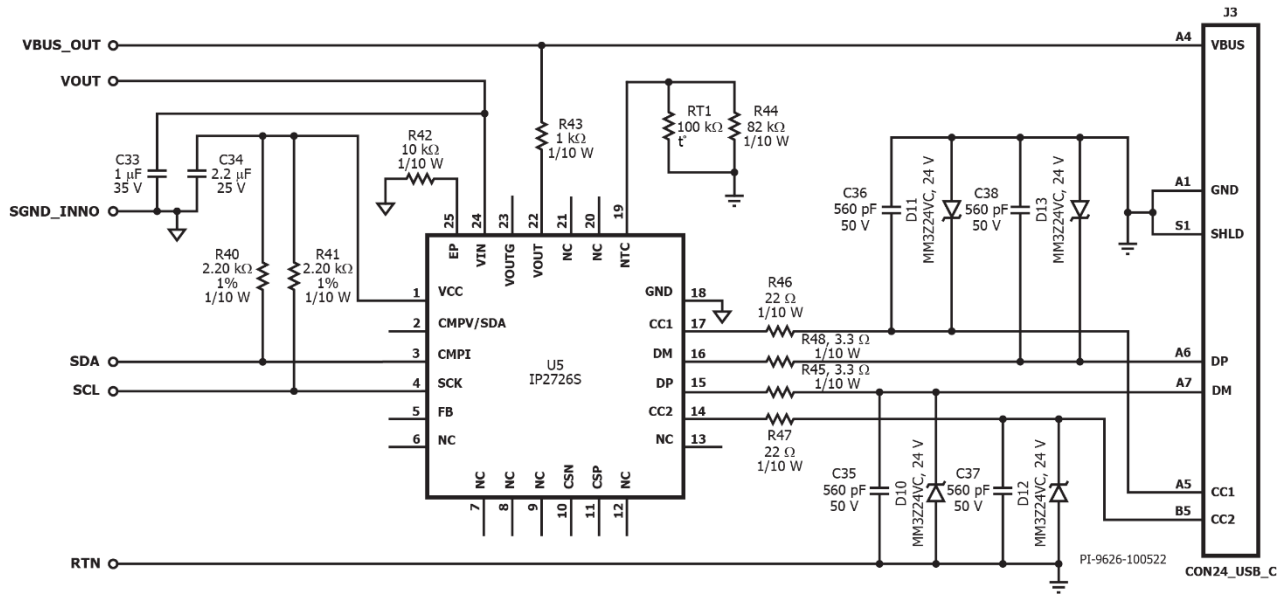 J3
VBUS_OUT
A4
VBUS
VOUT
RT1
100 kΩ
t°
R44
82 kΩ
1/10 W
R43
1 kΩ
1/10 W
R42
10 kΩ
1/10 W
C33
1 μF
35 V
C34
2.2 μF
25 V
SGND_INNO
C36
560 pF
50 V
D11
MM3Z24VC, 24 V
C38
560 pF
50 V
D13
MM3Z24VC, 24 V
A1
GND
S1
SHLD
25
24
23
22
21
20
19
EP
VIN
VOUTG
VOUT
NC
NC
NTC
R40
2.20 kΩ
1%
1/10 W
R41
2.20 kΩ
1%
1/10 W
1
VCC
GND
18
R46
22 Ω
1/10 W
2
CMPV/SDA
CC1
17
R48, 3.3 Ω
1/10 W
SDA
3
CMPI
U5
IP2726S
DM
16
A6
DP
R45, 3.3 Ω
1/10 W
SCL
4
SCK
DP
15
A7
DM
5
FB
CC2
14
6
NC
NC
13
R47
22 Ω
1/10 W
NC
NC
NC
CSN
CSP
NC
7
8
9
10
11
12
C35
560 pF
50 V
D10
MM3Z24VC, 24 V
C37
560 pF
50 V
D12
MM3Z24VC, 24 V
A5
CC1
B5
CC2
RTN
PI-9626-100522
CON24_USB_C